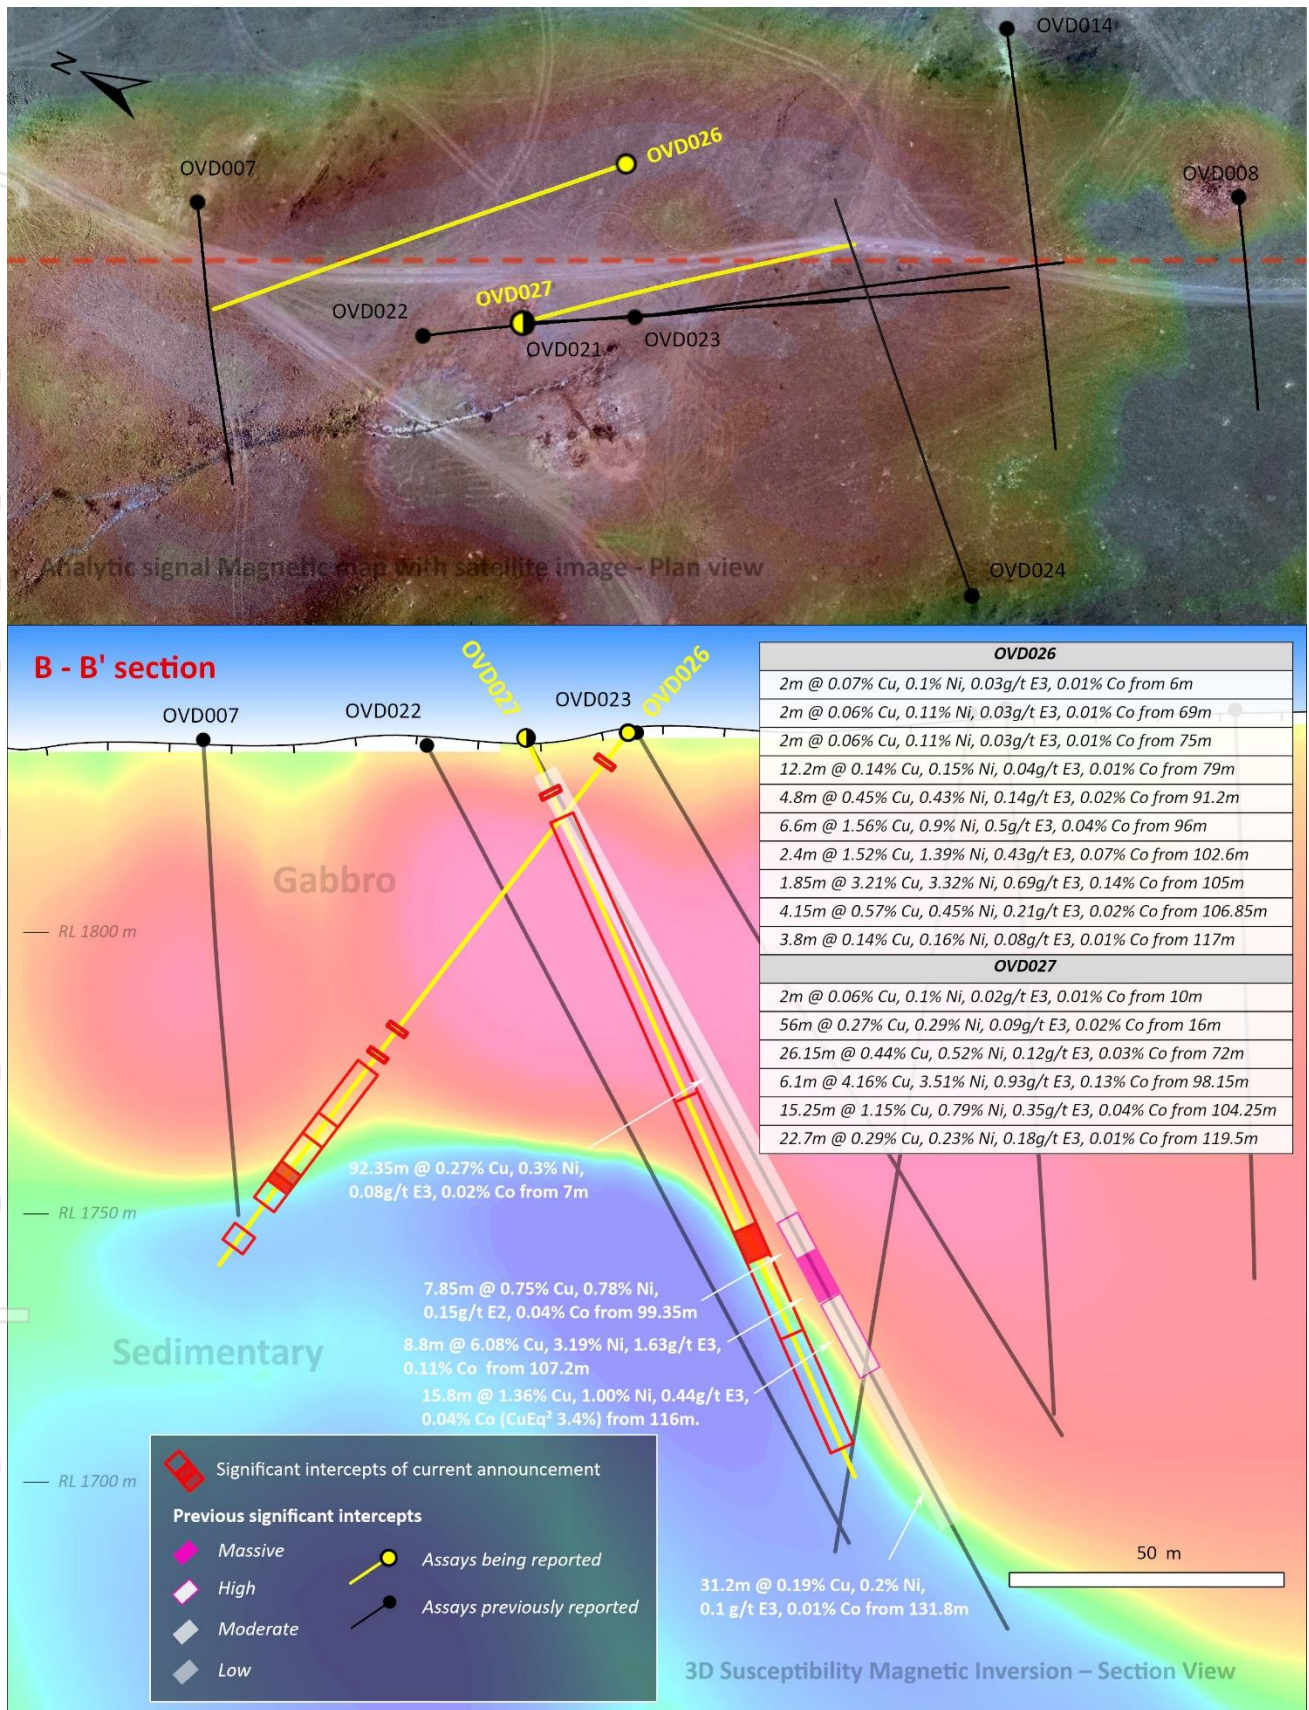 N
OVD014
OVD026
OVD007
OVD008
OVD027
OVD022
OVD021
OVD023
OVD024
Analytic signal Magnetic map with satellite image - Plan view
B - B' section
OVD027
OVD026
OVD023
OVD007
OVD022
OVD026
2m @ 0.07% Cu, 0.1% Ni, 0.03g/t E3, 0.01% Co from 6m
2m @ 0.06% Cu, 0.11% Ni, 0.03g/t E3, 0.01% Co from 69m
2m @ 0.06% Cu, 0.11% Ni, 0.03g/t E3, 0.01% Co from 75m
12.2m @ 0.14% Cu, 0.15% Ni, 0.04g/t E3, 0.01% Co from 79m
4.8m @ 0.45% Cu, 0.43% Ni, 0.14g/t E3, 0.02% Co from 91.2m
6.6m @ 1.56% Cu, 0.9% Ni, 0.5g/t E3, 0.04% Co from 96m
2.4m @ 1.52% Cu, 1.39% Ni, 0.43g/t E3, 0.07% Co from 102.6m
1.85m @ 3.21% Cu, 3.32% Ni, 0.69g/t E3, 0.14% Co from 105m
4.15m @ 0.57% Cu, 0.45% Ni, 0.21g/t E3, 0.02% Co from 106.85m
3.8m @ 0.14% Cu, 0.16% Ni, 0.08g/t E3, 0.01% Co from 117m
OVD027
2m @ 0.06% Cu, 0.1% Ni, 0.02g/t E3, 0.01% Co from 10m
56m @ 0.27% Cu, 0.29% Ni, 0.09g/t E3, 0.02% Co from 16m
26.15m @ 0.44% Cu, 0.52% Ni, 0.12g/t E3, 0.03% Co from 72m
6.1m @ 4.16% Cu, 3.51% Ni, 0.93g/t E3, 0.13% Co from 98.15m
15.25m @ 1.15% Cu, 0.79% Ni, 0.35g/t E3, 0.04% Co from 104.25m
22.7m @ 0.29% Cu, 0.23% Ni, 0.18g/t E3, 0.01% Co from 119.5m
Gabbro
RL 1800 m
92.35m @ 0.27% Cu, 0.3% Ni,
0.08g/t E3, 0.02% Co from 7m
RL 1750 m
7.85m @ 0.75% Cu, 0.78% Ni,
0.15g/t E2, 0.04% Co from 99.35m
8.8m @ 6.08% Cu, 3.19% Ni, 1.63g/t E3,
0.11% Co from 107.2m
Sedimentary
15.8m @ 1.36% Cu, 1.00% Ni, 0.44g/t E3,
0.04% Co (CuEq² 3.4%) from 116m.
RL 1700 m
Significant intercepts of current announcement
Previous significant intercepts
Massive
High
Moderate
Low
Assays being reported
Assays previously reported
50 m
31.2m @ 0.19% Cu, 0.2% Ni,
0.1 g/t E3, 0.01% Co from 131.8m
3D Susceptibility Magnetic Inversion – Section View